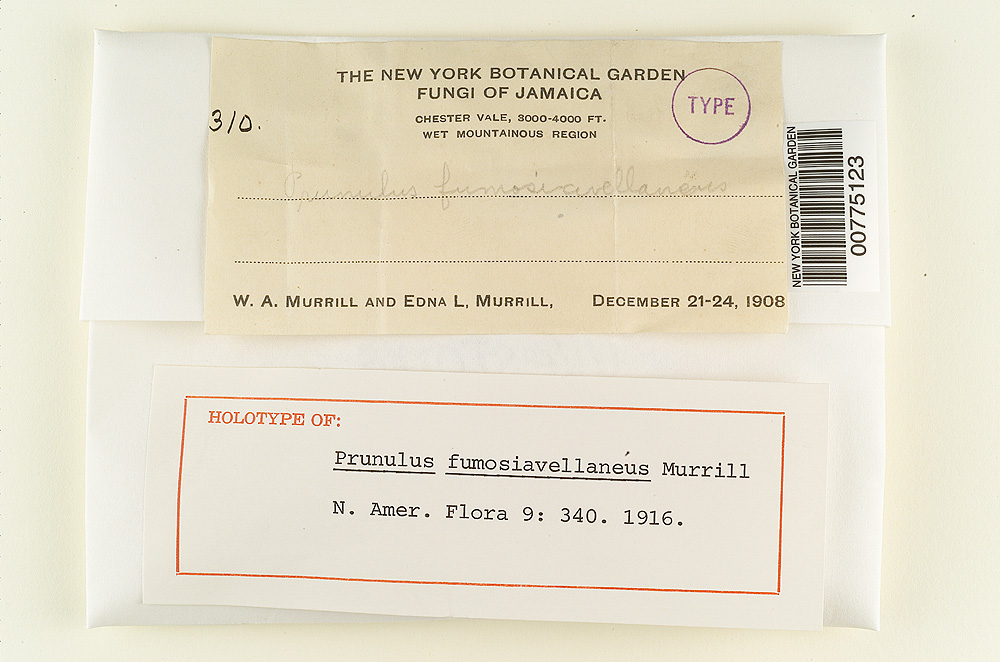 THE NEW YORK BOTANICAL GARDEN
FUNGI OF JAMAICA
TYPE
310.
CHESTER VALE, 3000-4000 FT.
WET MOUNTAINOUS REGION
Prunulus fumosiavellaneus
W. A. MURRILL AND EDNA L. MURRILL, DECEMBER 21-24, 1908
NEW YORK BOTANICAL GARDEN
00775123
HOLOTYPE OF:
Prunulus fumosiavellaneus Murrill
N. Amer. Flora 9: 340. 1916.